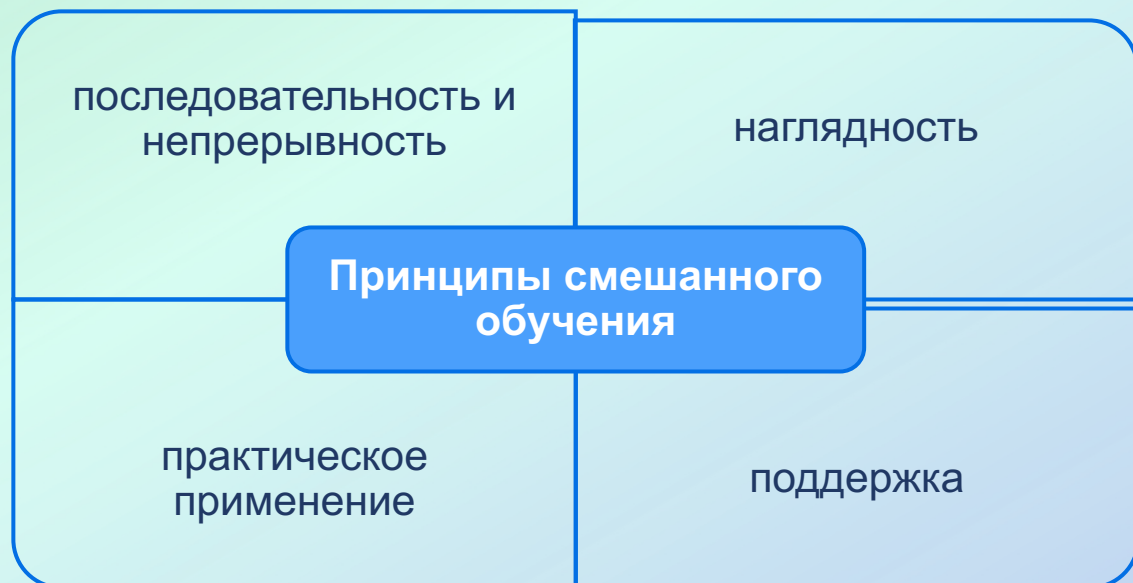 последовательность и
непрерывность
наглядность
Принципы смешанного
обучения
практическое
применение
поддержка